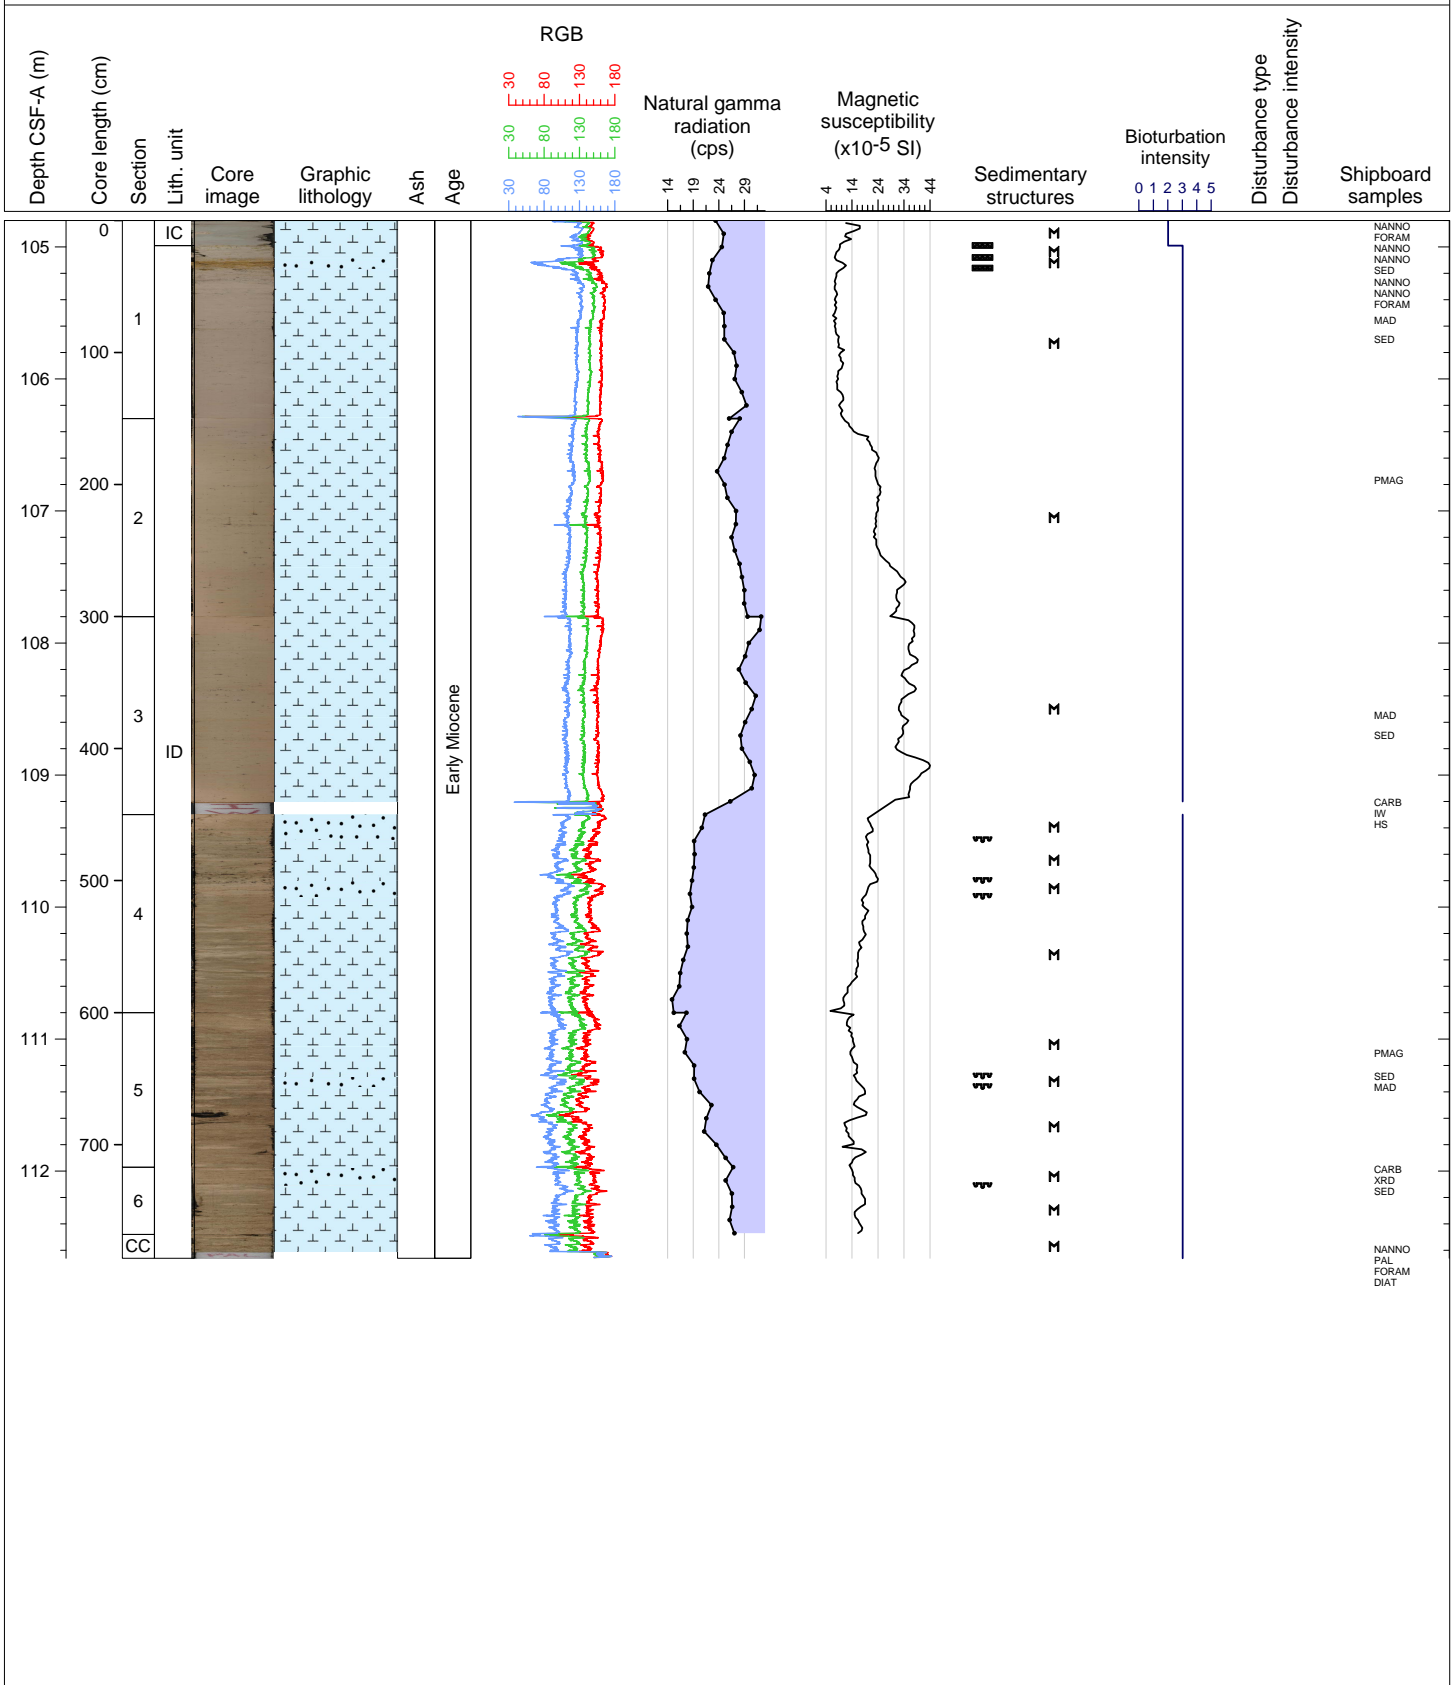 Depth CSF-A (m)
Core length (cm)
Section
Lith. unit
Core
image
Graphic
lithology
Ash
Age
RGB
30 80 130 180
30 80 130 180
30 80 130 180
Natural gamma
radiation
(cps)
14 19 24 29
Magnetic
susceptibility
(x10-5 SI)
4 14 24 34 44
Sedimentary
structures
Bioturbation
intensity
0 1 2 3 4 5
Disturbance type
Disturbance intensity
Shipboard
samples
105
106
107
108
109
110
111
112
0
100
200
300
400
500
600
700
1
2
3
4
5
6
CC
IC
ID
Early Miocene
NANNO
FORAM
NANNO
NANNO
SED
NANNO
NANNO
FORAM
MAD
SED
PMAG
MAD
SED
CARB
IW
HS
PMAG
SED
MAD
CARB
XRD
SED
NANNO
PAL
FORAM
DIAT